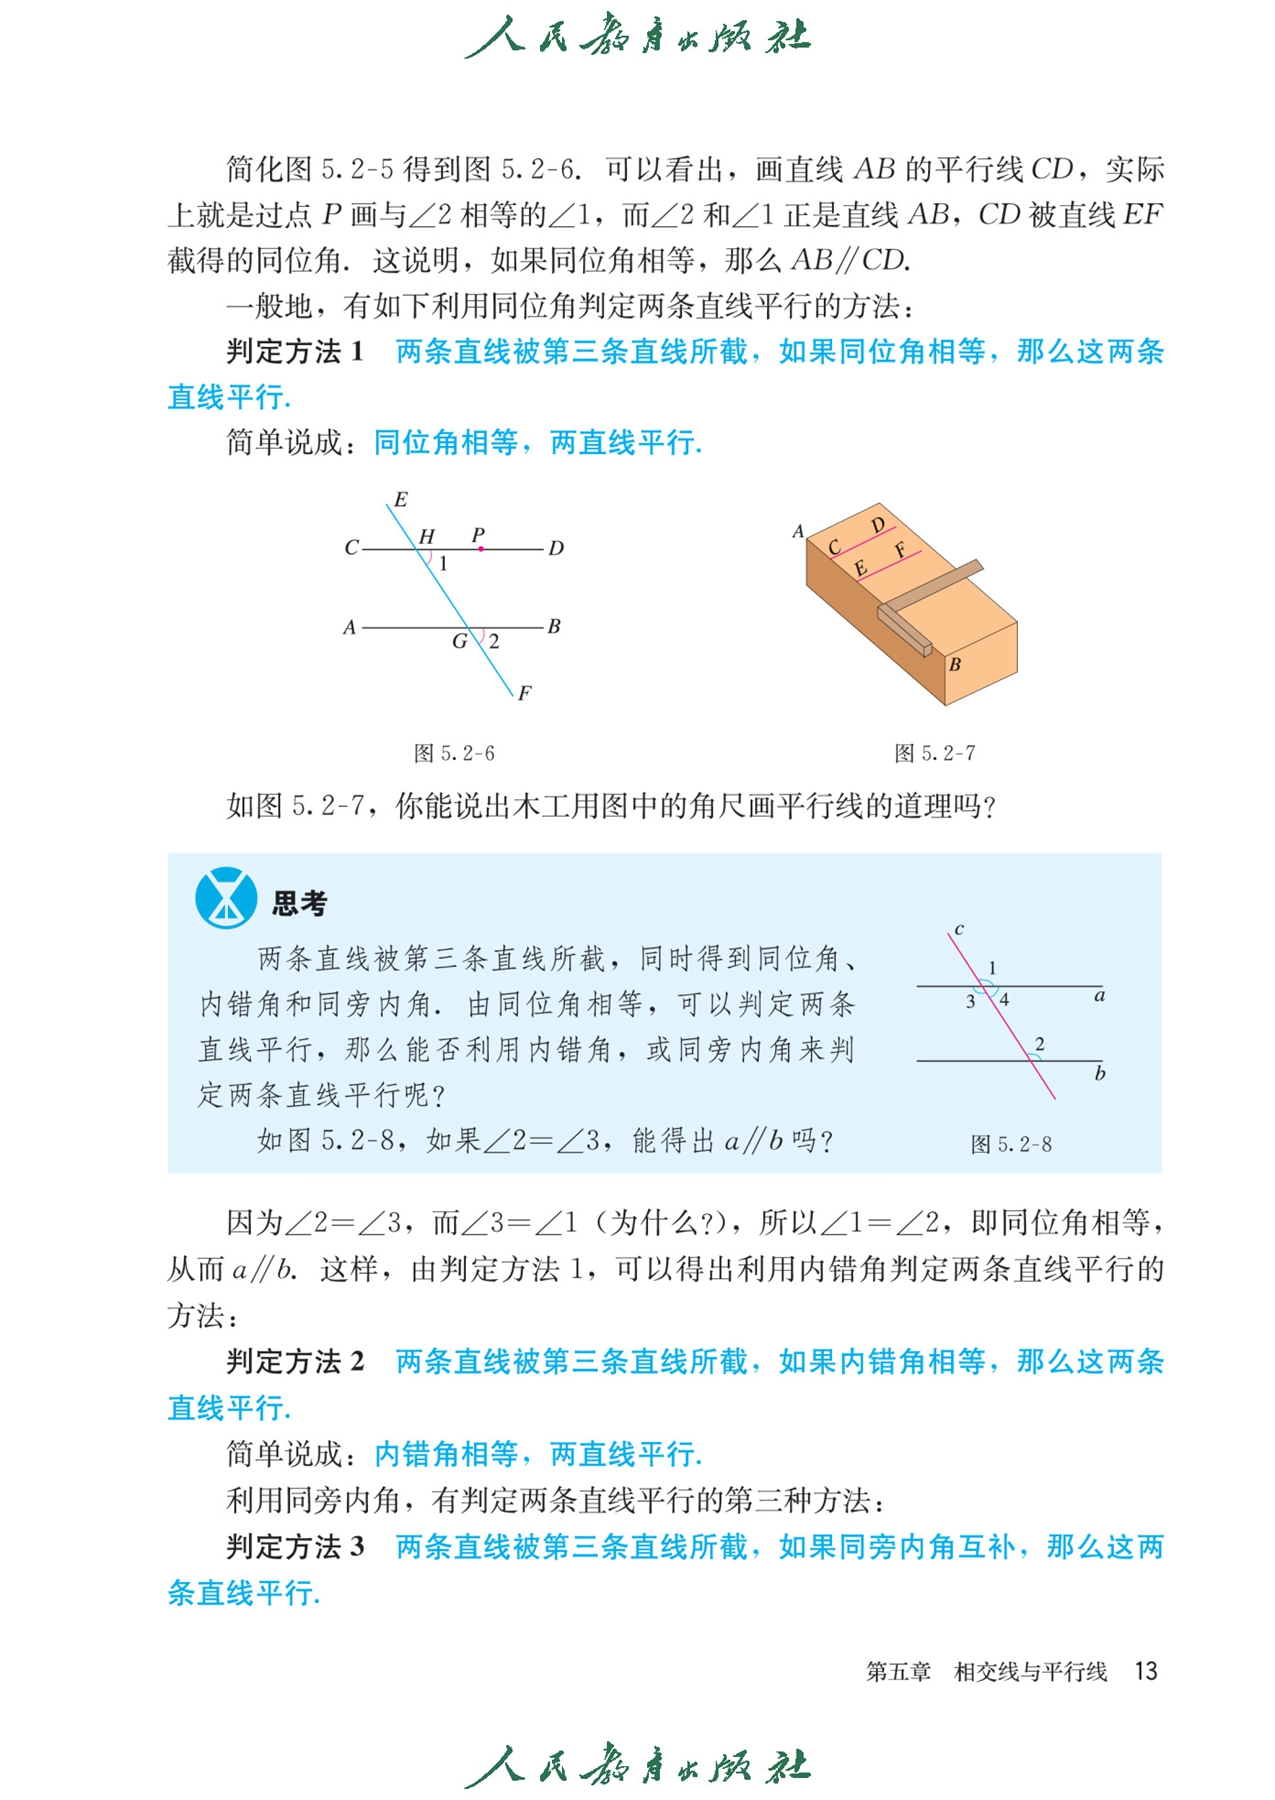 人民教育出版社
简化图 5.2-5 得到图 5.2-6. 可以看出，画直线 AB 的平行线 CD，实际
上就是过点 P 画与∠2 相等的∠1，而∠2 和∠1 正是直线 AB，CD 被直线 EF
截得的同位角. 这说明，如果同位角相等，那么 AB∥CD.
一般地，有如下利用同位角判定两条直线平行的方法：
判定方法 1 两条直线被第三条直线所截，如果同位角相等，那么这两条
直线平行.
简单说成：同位角相等，两直线平行.
E
C H P D
1
A B
G 2
F
图 5.2-6
A C D
E F
B
图 5.2-7
如图 5.2-7，你能说出木工用图中的角尺画平行线的道理吗？
思考
两条直线被第三条直线所截，同时得到同位角、
内错角和同旁内角. 由同位角相等，可以判定两条
直线平行，那么能否利用内错角，或同旁内角来判
定两条直线平行呢？
如图 5.2-8，如果∠2=∠3，能得出 a∥b 吗？
c
1
3 4 a
2
b
图 5.2-8
因为∠2=∠3，而∠3=∠1（为什么？），所以∠1=∠2，即同位角相等，
从而 a∥b. 这样，由判定方法 1，可以得出利用内错角判定两条直线平行的
方法：
判定方法 2 两条直线被第三条直线所截，如果内错角相等，那么这两条
直线平行.
简单说成：内错角相等，两直线平行.
利用同旁内角，有判定两条直线平行的第三种方法：
判定方法 3 两条直线被第三条直线所截，如果同旁内角互补，那么这两
条直线平行.
第五章 相交线与平行线 13
人民教育出版社